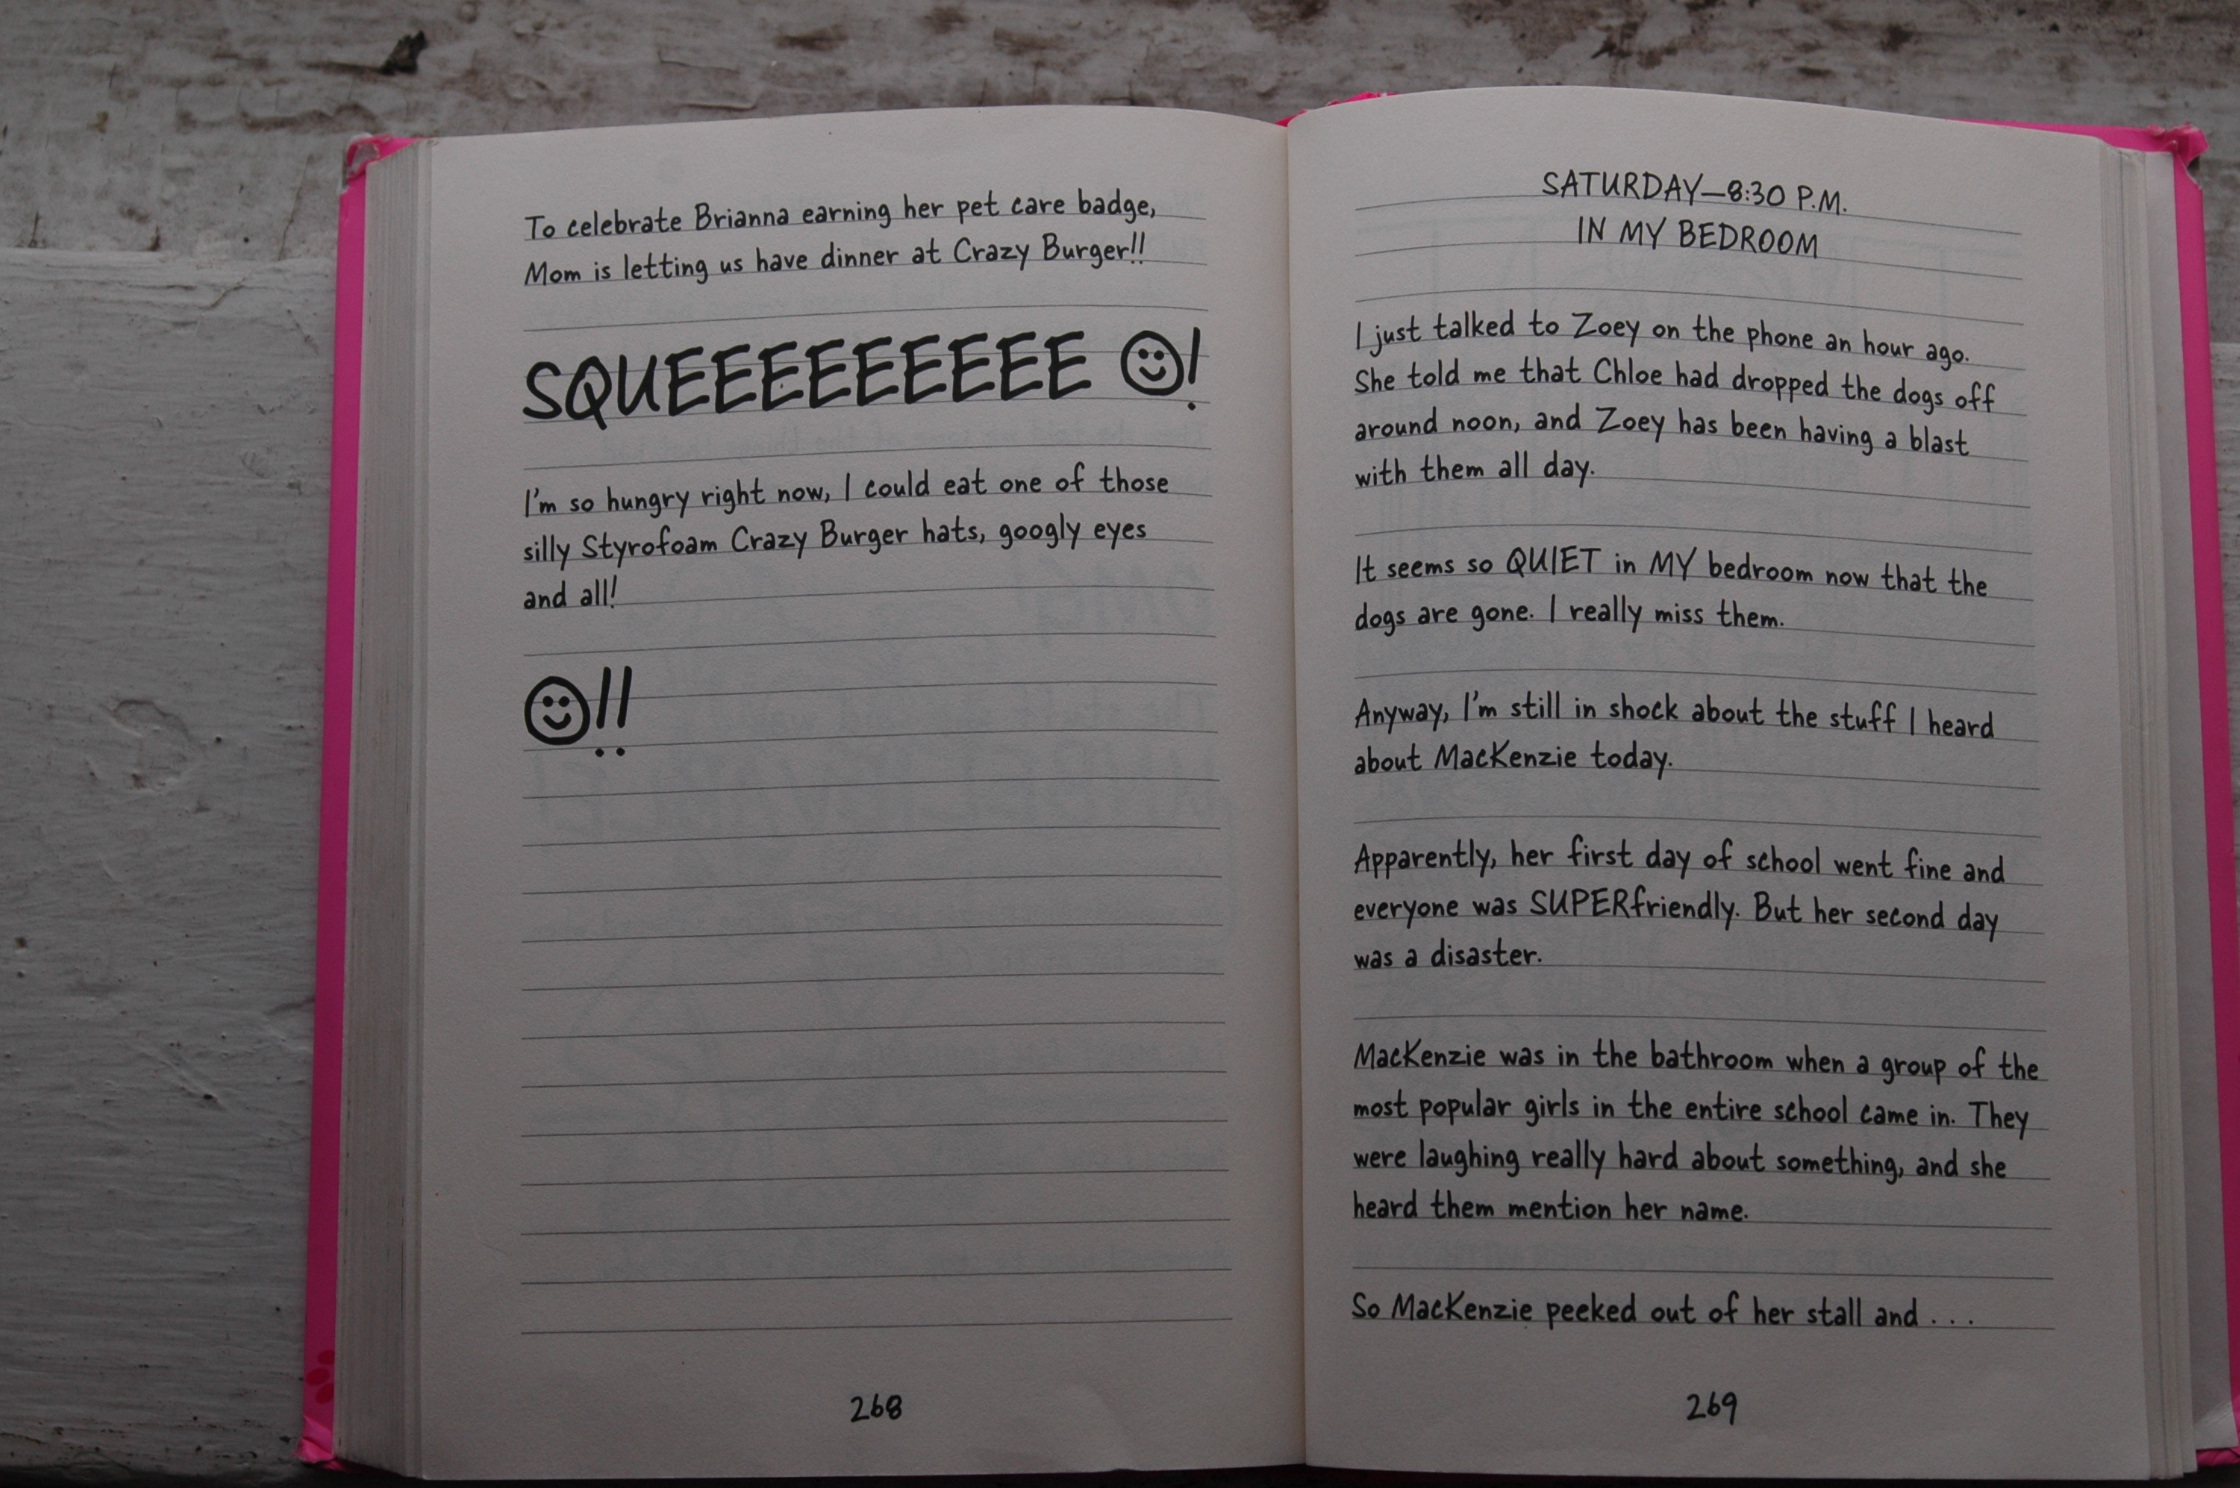 To celebrate Brianna earning her pet care badge,
Mom is letting us have dinner at Crazy Burger!!
SQUEEEEEEEEE ☺!
I'm so hungry right now, I could eat one of those
silly Styrofoam Crazy Burger hats, googly eyes
and all!
☺!!
268
SATURDAY—8:30 P.M.
IN MY BEDROOM
I just talked to Zoey on the phone an hour ago.
She told me that Chloe had dropped the dogs off
around noon, and Zoey has been having a blast
with them all day.
It seems so QUIET in MY bedroom now that the
dogs are gone. I really miss them.
Anyway, I'm still in shock about the stuff I heard
about MacKenzie today.
Apparently, her first day of school went fine and
everyone was SUPERfriendly. But her second day
was a disaster.
MacKenzie was in the bathroom when a group of the
most popular girls in the entire school came in. They
were laughing really hard about something, and she
heard them mention her name.
So MacKenzie peeked out of her stall and . . .
269